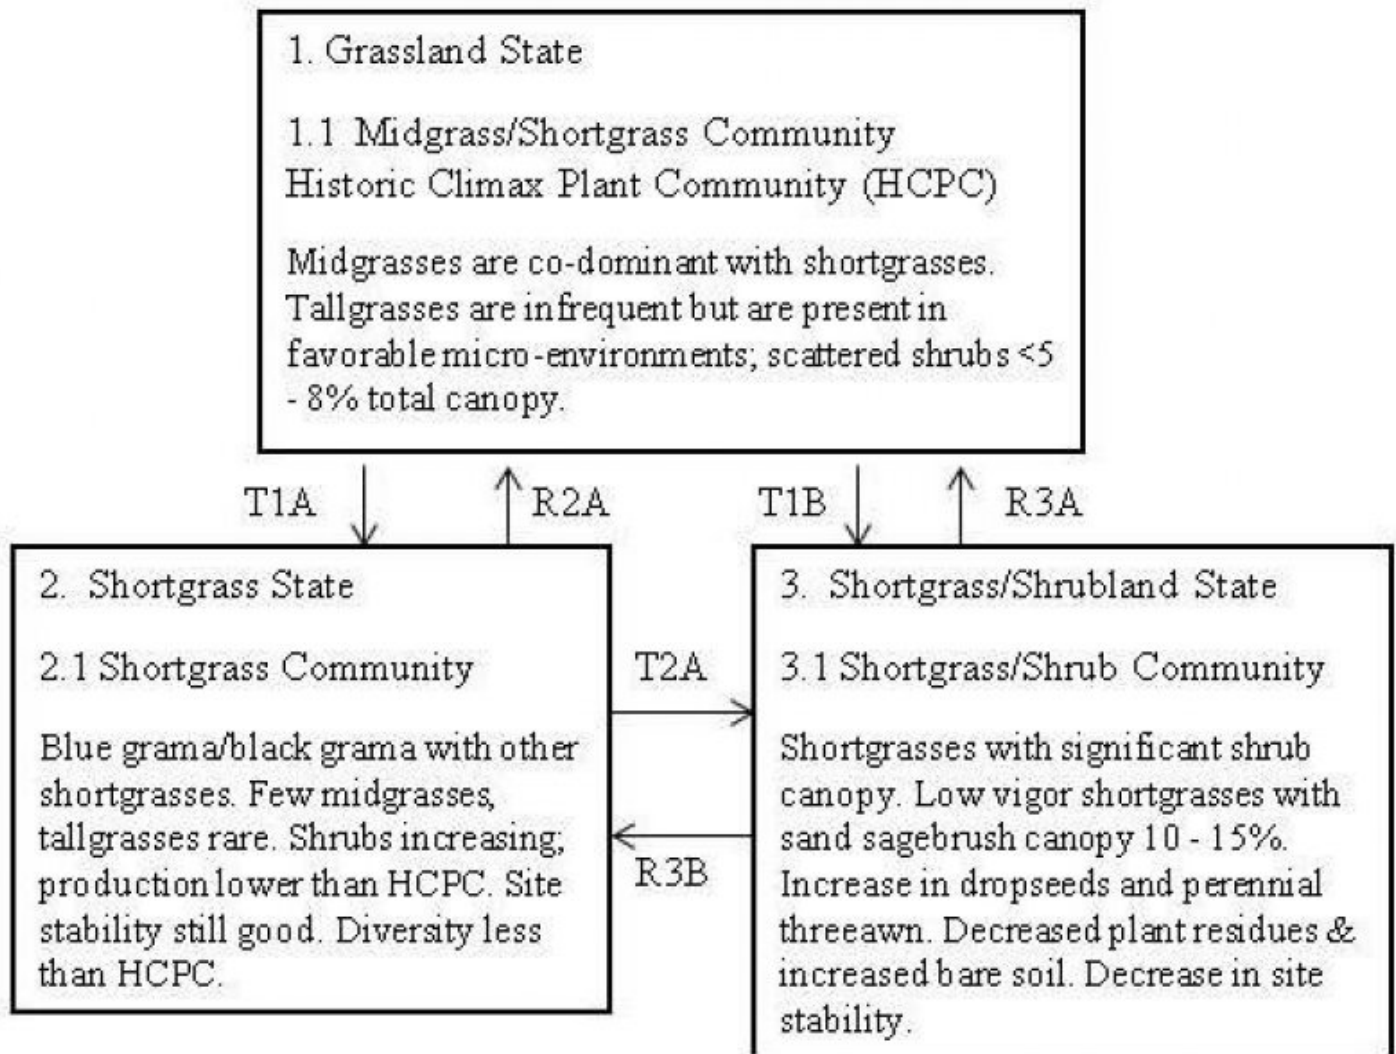 1. Grassland State
1.1 Midgrass/Shortgrass Community
Historic Climax Plant Community (HCPC)
Midgrasses are co-dominant with shortgrasses.
Tallgrasses are infrequent but are present in
favorable micro-environments; scattered shrubs <5
- 8% total canopy.
T1A
R2A
T1B
R3A
2. Shortgrass State
2.1 Shortgrass Community
Blue grama/black grama with other
shortgrasses. Few midgrasses,
tallgrasses rare. Shrubs increasing;
production lower than HCPC. Site
stability still good. Diversity less
than HCPC.
T2A
R3B
3. Shortgrass/Shrubland State
3.1 Shortgrass/Shrub Community
Shortgrasses with significant shrub
canopy. Low vigor shortgrasses with
sand sagebrush canopy 10 - 15%.
Increase in dropseeds and perennial
threeawn. Decreased plant residues &
increased bare soil. Decrease in site
stability.